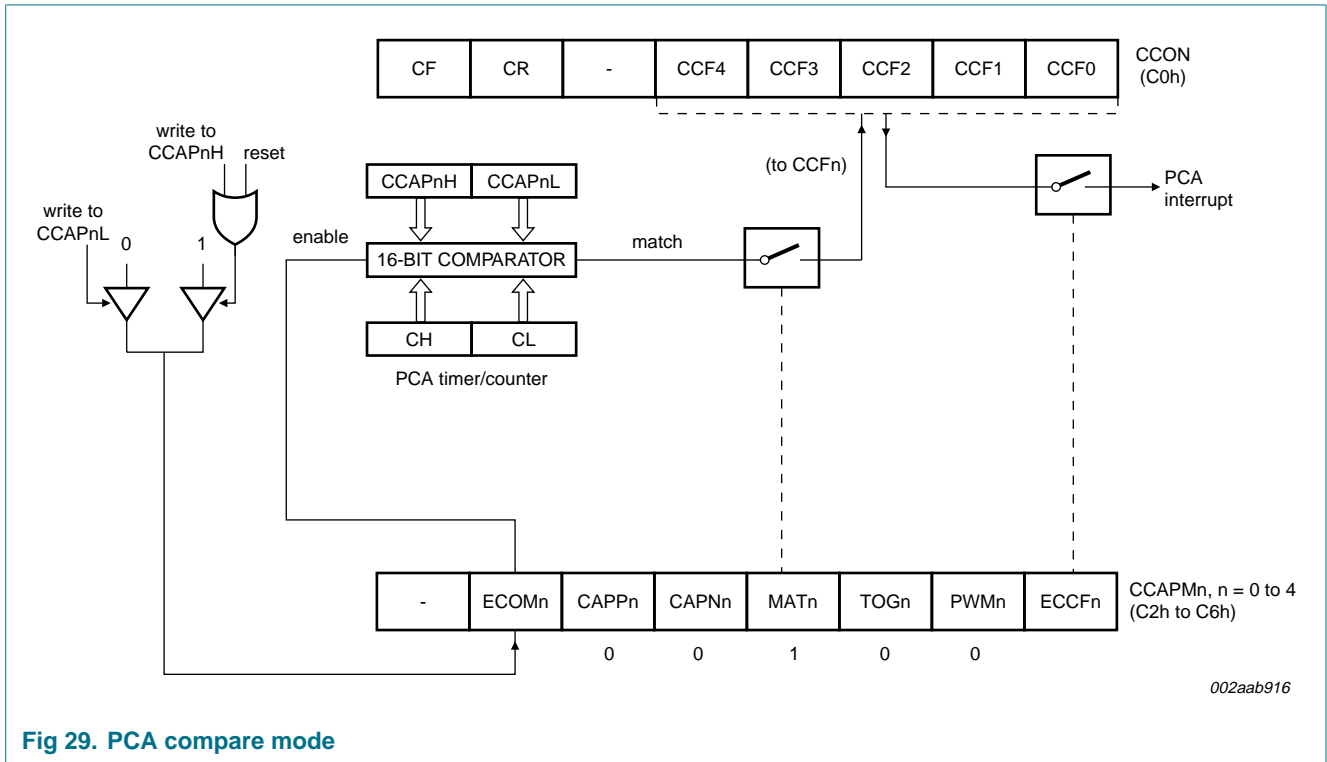 CF CR - CCF4 CCF3 CCF2 CCF1 CCF0
CCON
(C0h)
write to
CCAPnH reset
write to
CCAPnL
0 1
enable
CCAPnH CCAPnL
16-BIT COMPARATOR
CH CL
PCA timer/counter
match
(to CCFn)
PCA
interrupt
- ECOMn CAPPn CAPNn MATn TOGn PWMn ECCFn
CCAPMn, n = 0 to 4
(C2h to C6h)
0 0 1 0 0
002aab916
Fig 29. PCA compare mode